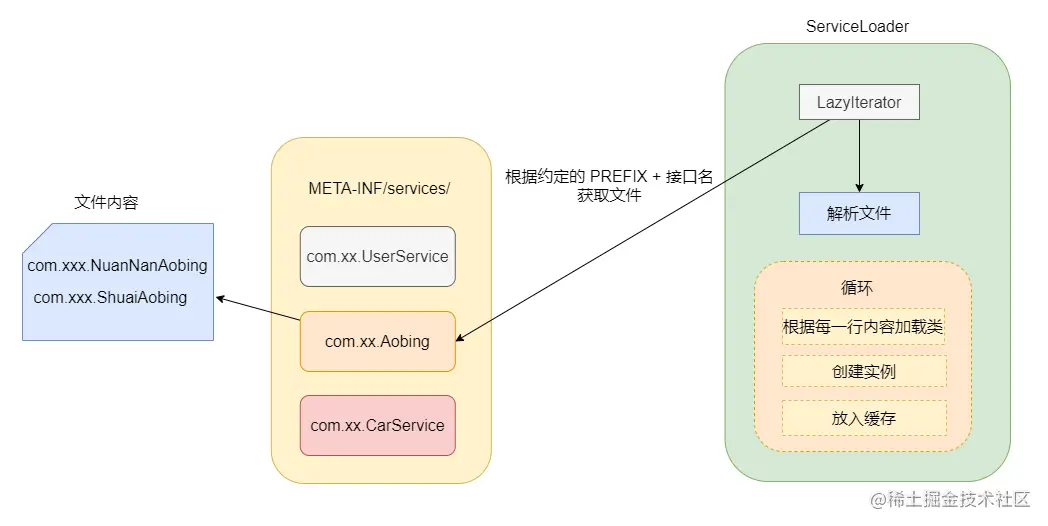 ServiceLoader
LazyIterator
根据约定的 PREFIX + 接口名
获取文件
解析文件
META-INF/services/
com.xx.UserService
com.xx.Aobing
com.xx.CarService
文件内容
com.xxx.NuanNanAobing
com.xxx.ShuaiAobing
循环
根据每一行内容加载类
创建实例
放入缓存
@稀土掘金技术社区